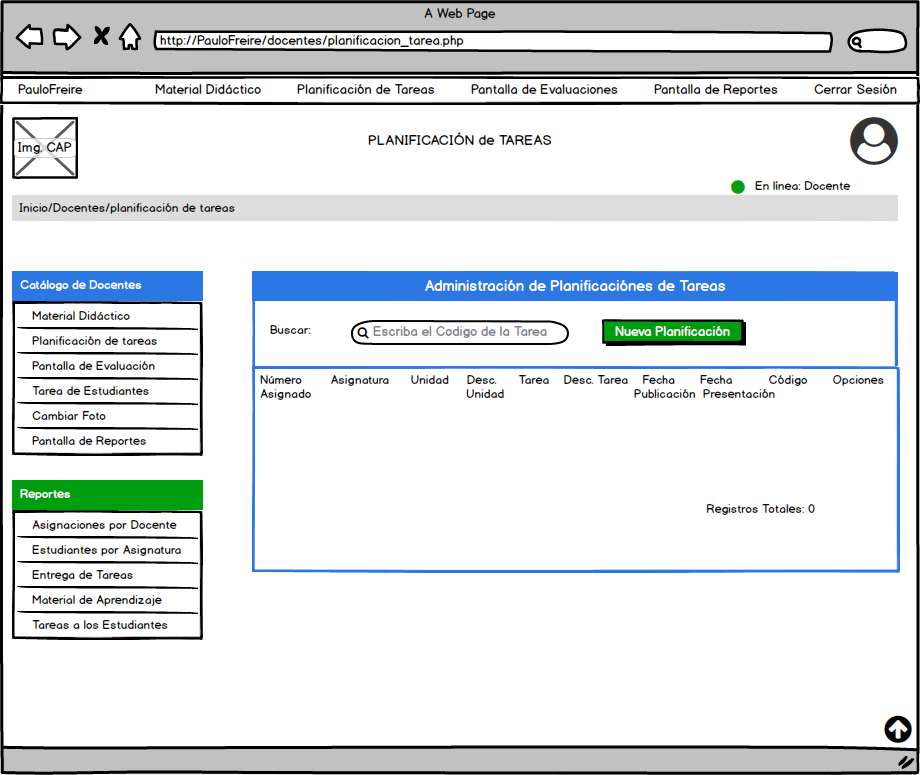 A Web Page
http://PauloFreire/docentes/planificacion_tarea.php
PauloFreire Material Didáctico Planificación de Tareas Pantalla de Evaluaciones Pantalla de Reportes Cerrar Sesión
Img. CAP
PLANIFICACIÓN de TAREAS
En línea: Docente
Inicio/Docentes/planificación de tareas
Catálogo de Docentes
Material Didáctico
Planificación de tareas
Pantalla de Evaluación
Tarea de Estudiantes
Cambiar Foto
Pantalla de Reportes
Reportes
Asignaciones por Docente
Estudiantes por Asignatura
Entrega de Tareas
Material de Aprendizaje
Tareas a los Estudiantes
Administración de Planificaciónes de Tareas
Buscar: Escriba el Codigo de la Tarea Nueva Planificación
Número Asignatura Unidad Desc. Tarea Desc. Tarea Fecha Fecha Código Opciones
Asignado Unidad Publicación Presentación
Registros Totales: 0